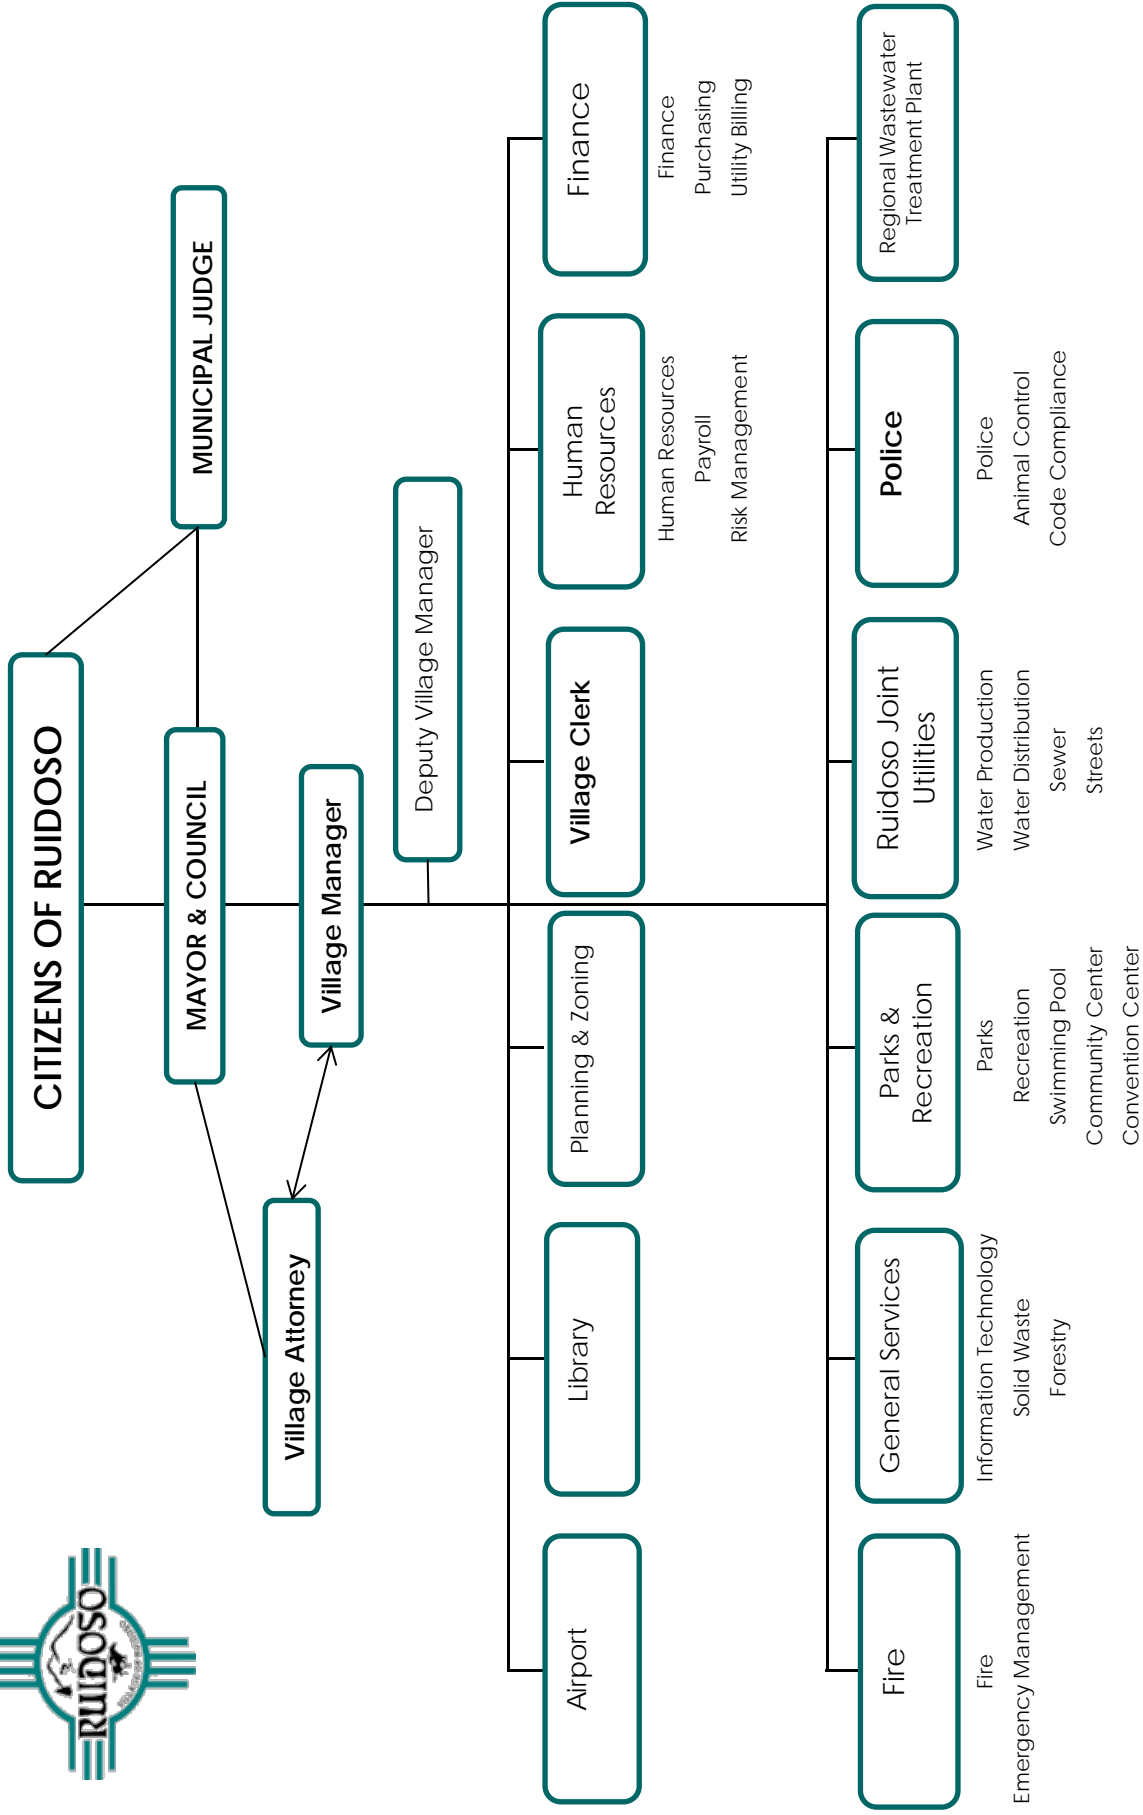 RUIDOSO
CITIZENS OF RUIDOSO
MAYOR & COUNCIL
MUNICIPAL JUDGE
Village Attorney
Village Manager
Deputy Village Manager
Airport
Library
Planning & Zoning
Village Clerk
Human
Resources
Human Resources
Payroll
Risk Management
Finance
Finance
Purchasing
Utility Billing
Fire
Fire
Emergency Management
General Services
Information Technology
Solid Waste
Forestry
Parks &
Recreation
Parks
Recreation
Swimming Pool
Community Center
Convention Center
Ruidoso Joint
Utilities
Water Production
Water Distribution
Sewer
Streets
Police
Police
Animal Control
Code Compliance
Regional Wastewater
Treatment Plant